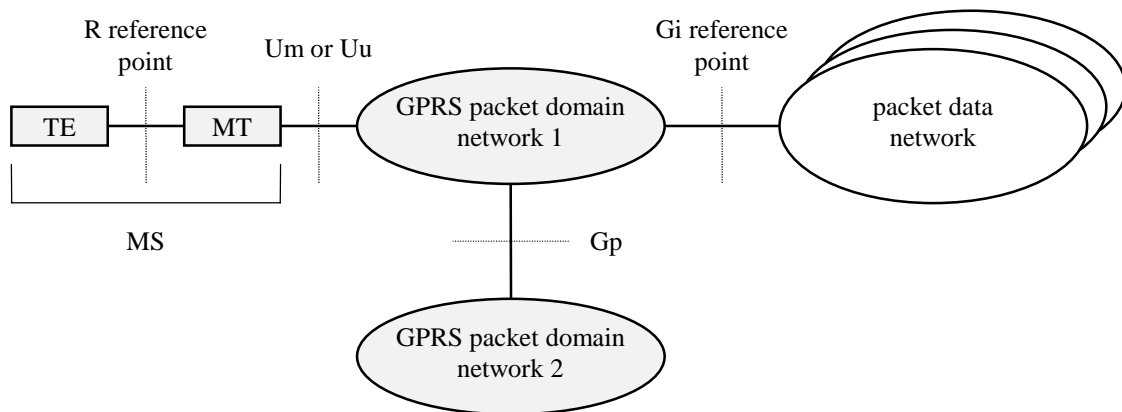 R reference
point
Um or Uu
Gi reference
point
TE
MT
GPRS packet domain
network 1
packet data
network
MS
Gp
GPRS packet domain
network 2